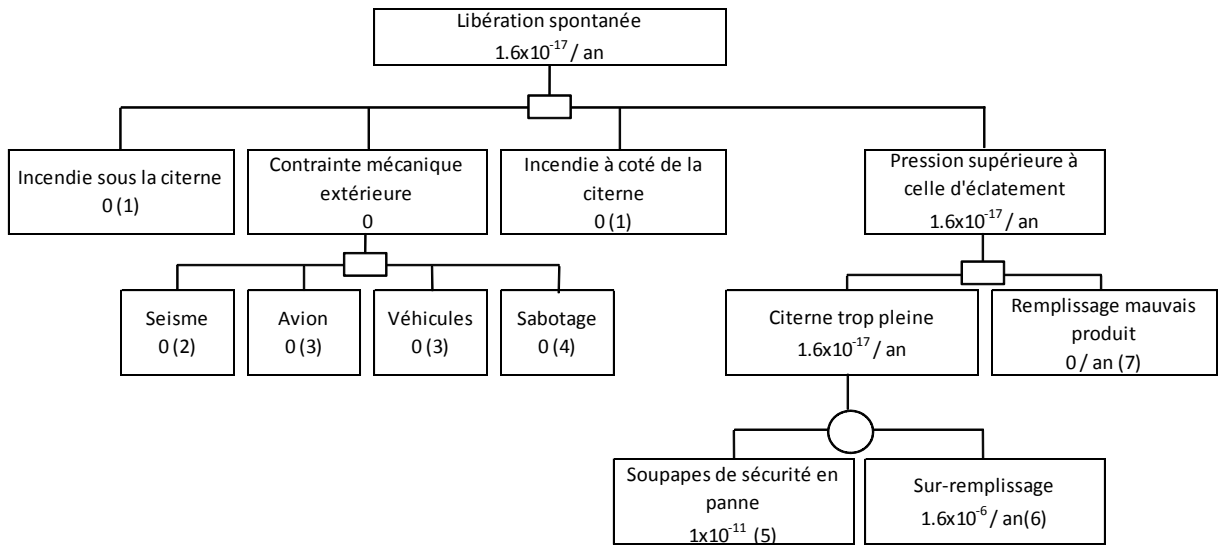 Libération spontanée
1.6x10⁻¹⁷ / an
Incendie sous la citerne
0 (1)
Contrainte mécanique
extérieure
0
Incendie à coté de la
citerne
0 (1)
Pression supérieure à
celle d'éclatement
1.6x10⁻¹⁷ / an
Seisme
0 (2)
Avion
0 (3)
Véhicules
0 (3)
Sabotage
0 (4)
Citerne trop pleine
1.6x10⁻¹⁷ / an
Remplissage mauvais
produit
0 / an (7)
Soupapes de sécurité en
panne
1x10⁻¹¹ (5)
Sur-remplissage
1.6x10⁻⁶ / an(6)